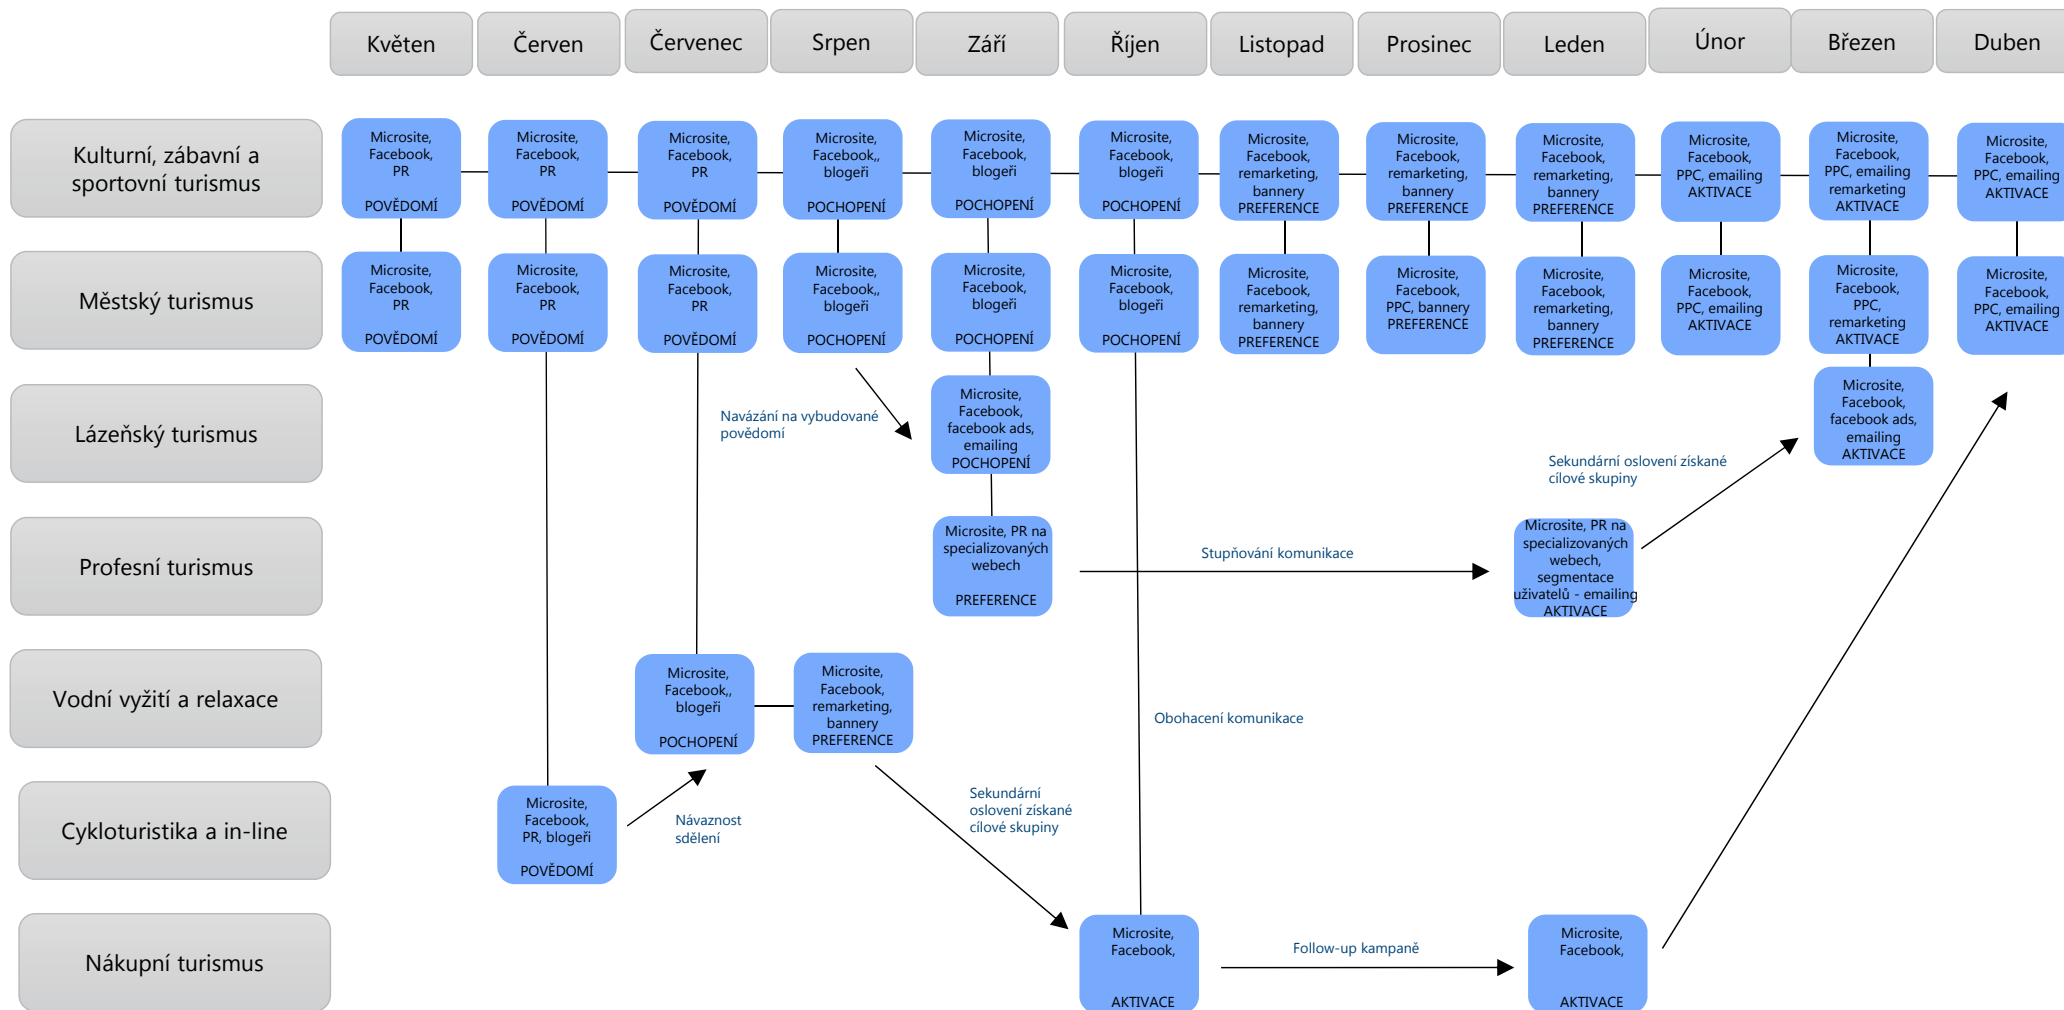 Květen
Červen
Červenec
Srpen
Září
Říjen
Listopad
Prosinec
Leden
Únor
Březen
Duben
Kulturní, zábavní a
sportovní turismus
Microsite,
Facebook,
PR
POVĚDOMÍ
Microsite,
Facebook,
PR
POVĚDOMÍ
Microsite,
Facebook,
PR
POVĚDOMÍ
Microsite,
Facebook,,
blogeři
POCHOPENÍ
Microsite,
Facebook,
blogeři
POCHOPENÍ
Microsite,
Facebook,
blogeři
POCHOPENÍ
Microsite,
Facebook,
remarketing,
bannery
PREFERENCE
Microsite,
Facebook,
remarketing,
bannery
PREFERENCE
Microsite,
Facebook,
remarketing,
bannery
PREFERENCE
Microsite,
Facebook,
PPC, emailing
AKTIVACE
Microsite,
Facebook,
PPC, emailing
remarketing
AKTIVACE
Microsite,
Facebook,
PPC, emailing
AKTIVACE
Městský turismus
Microsite,
Facebook,
PR
POVĚDOMÍ
Microsite,
Facebook,
PR
POVĚDOMÍ
Microsite,
Facebook,
PR
POVĚDOMÍ
Microsite,
Facebook,,
blogeři
POCHOPENÍ
Microsite,
Facebook,
blogeři
POCHOPENÍ
Microsite,
Facebook,
blogeři
POCHOPENÍ
Microsite,
Facebook,
remarketing,
bannery
PREFERENCE
Microsite,
Facebook,
PPC, bannery
PREFERENCE
Microsite,
Facebook,
remarketing,
bannery
PREFERENCE
Microsite,
Facebook,
PPC, emailing
AKTIVACE
Microsite,
Facebook,
PPC,
remarketing
AKTIVACE
Microsite,
Facebook,
PPC, emailing
AKTIVACE
Lázeňský turismus
Navázání na vybudované
povědomí
Microsite,
Facebook,
facebook ads,
emailing
POCHOPENÍ
Sekundární oslovení získané
cílové skupiny
Microsite,
Facebook,
facebook ads,
emailing
AKTIVACE
Profesní turismus
Microsite, PR na
specializovaných
webech
PREFERENCE
Stupňování komunikace
Microsite, PR na
specializovaných
webech,
segmentace
uživatelů - emailing
AKTIVACE
Vodní vyžití a relaxace
Microsite,
Facebook,,
blogeři
POCHOPENÍ
Microsite,
Facebook,
remarketing,
bannery
PREFERENCE
Obohacení komunikace
Cykloturistika a in-line
Microsite,
Facebook,
PR, blogeři
POVĚDOMÍ
Návaznost
sdělení
Sekundární
oslovení získané
cílové skupiny
Nákupní turismus
Microsite,
Facebook,
AKTIVACE
Follow-up kampaně
Microsite,
Facebook,
AKTIVACE